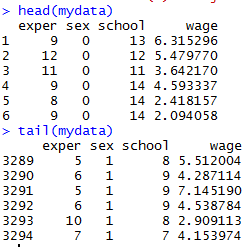 > head(mydata)
exper sex school wage
1 9 0 13 6.315296
2 12 0 12 5.479770
3 11 0 11 3.642170
4 9 0 14 4.593337
5 8 0 14 2.418157
6 9 0 14 2.094058
> tail(mydata)
exper sex school wage
3289 5 1 8 5.512004
3290 6 1 9 4.287114
3291 5 1 9 7.145190
3292 6 1 9 4.538784
3293 10 1 8 2.909113
3294 7 1 7 4.153974